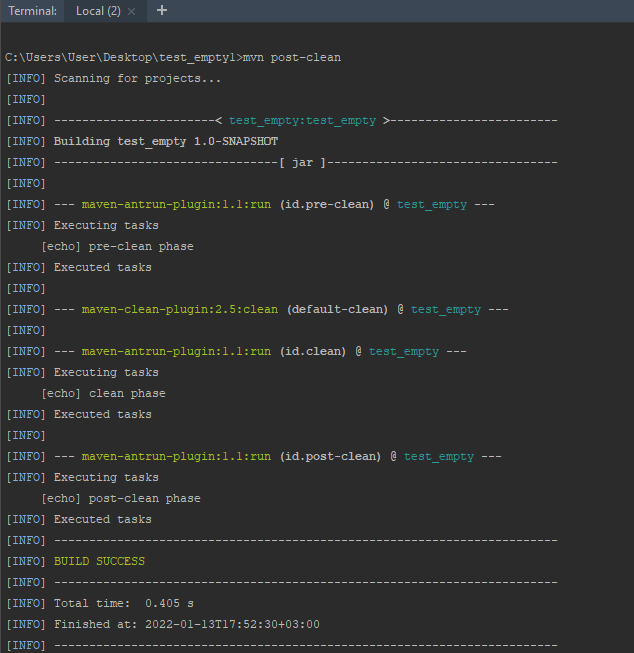 Terminal: Local (2) × +
C:\Users\User\Desktop\test_empty1>mvn post-clean
[INFO] Scanning for projects...
[INFO]
[INFO] -----------------------< test_empty:test_empty >------------------------
[INFO] Building test_empty 1.0-SNAPSHOT
[INFO] --------------------------------[ jar ]---------------------------------
[INFO]
[INFO] --- maven-antrun-plugin:1.1:run (id.pre-clean) @ test_empty ---
[INFO] Executing tasks
[echo] pre-clean phase
[INFO] Executed tasks
[INFO]
[INFO] --- maven-clean-plugin:2.5:clean (default-clean) @ test_empty ---
[INFO]
[INFO] --- maven-antrun-plugin:1.1:run (id.clean) @ test_empty ---
[INFO] Executing tasks
[echo] clean phase
[INFO] Executed tasks
[INFO]
[INFO] --- maven-antrun-plugin:1.1:run (id.post-clean) @ test_empty ---
[INFO] Executing tasks
[echo] post-clean phase
[INFO] Executed tasks
[INFO] ------------------------------------------------------------------------
[INFO] BUILD SUCCESS
[INFO] ------------------------------------------------------------------------
[INFO] Total time:  0.405 s
[INFO] Finished at: 2022-01-13T17:52:30+03:00
[INFO] ------------------------------------------------------------------------